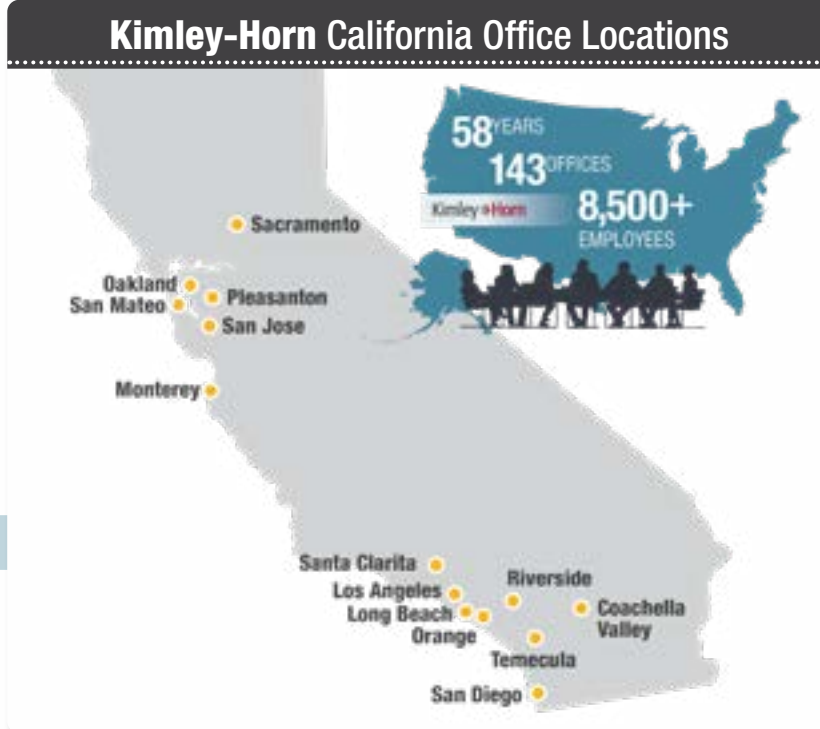 Kimley-Horn California Office Locations
58 YEARS
143 OFFICES
Kimley»Horn
8,500+
EMPLOYEES
Sacramento
Oakland
San Mateo
Pleasanton
San Jose
Monterey
Santa Clarita
Los Angeles
Long Beach
Orange
Riverside
Coachella
Valley
Temecula
San Diego